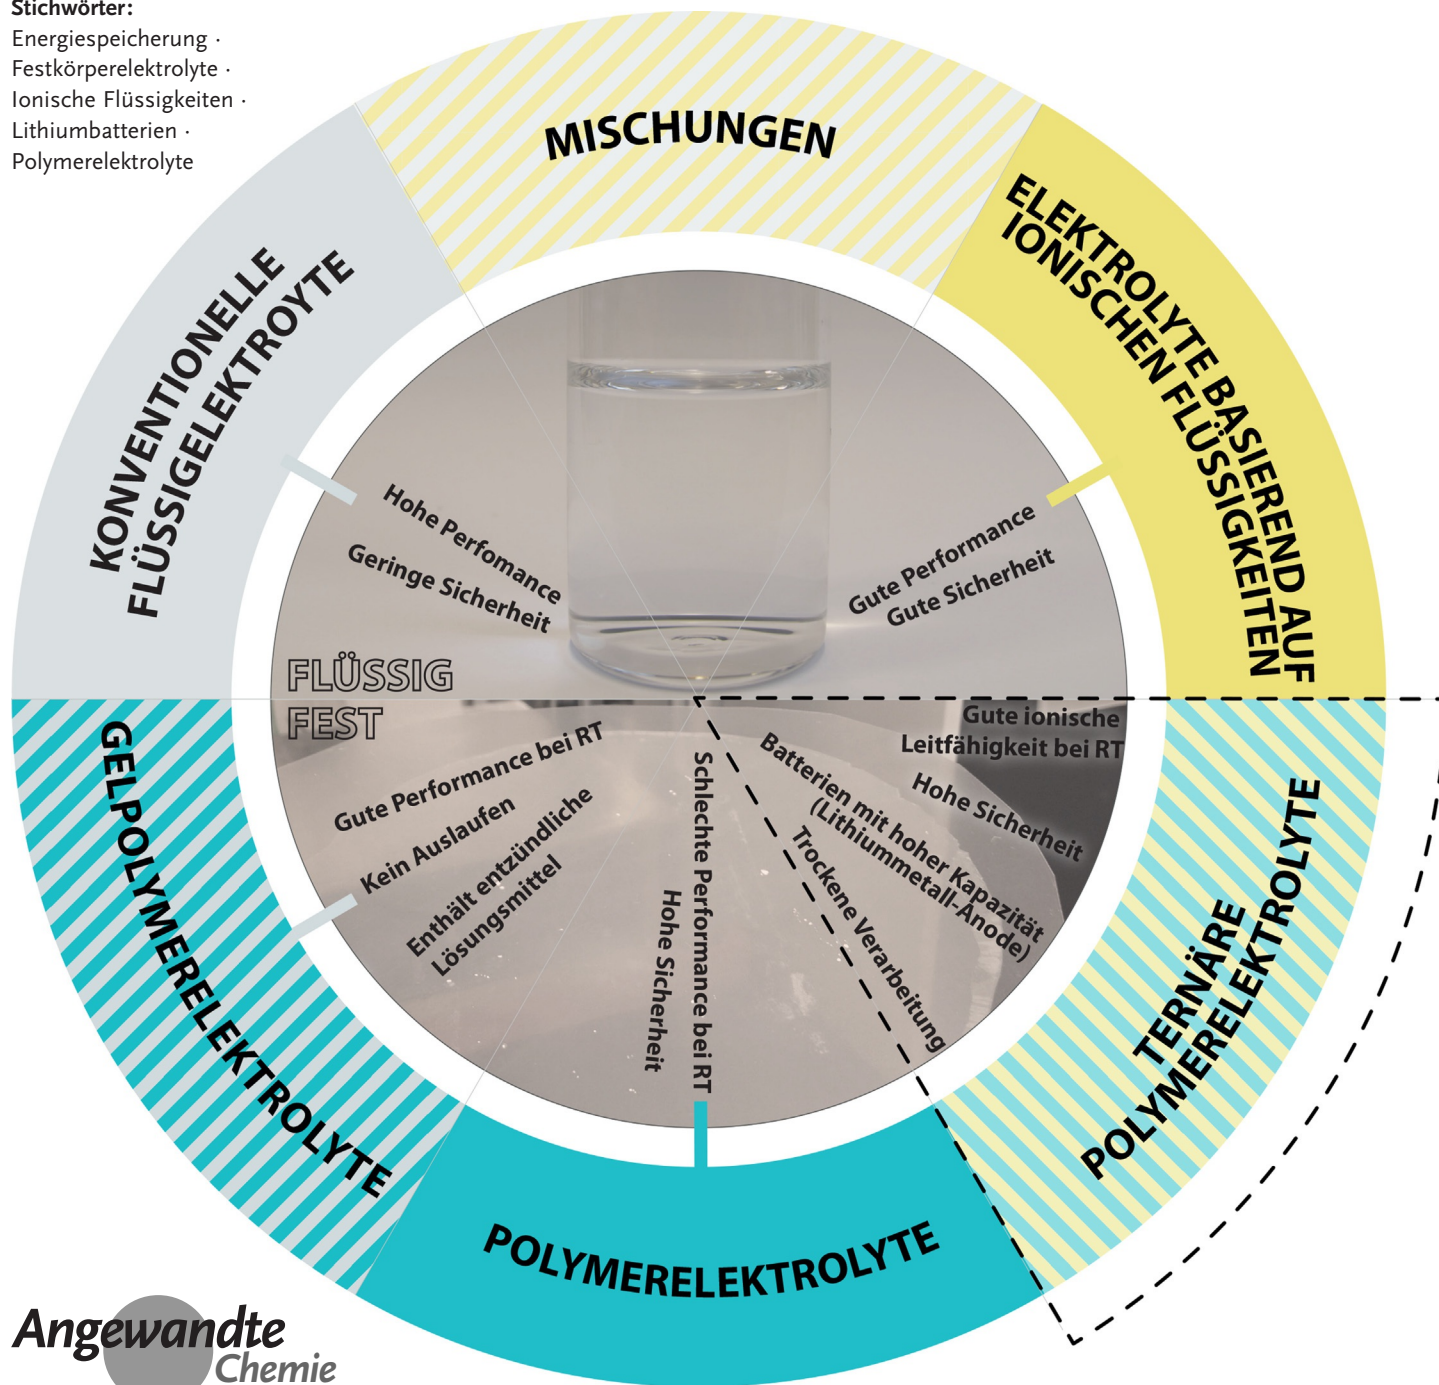 Stichwörter:
Energiespeicherung ·
Festkörperelektrolyte ·
Ionische Flüssigkeiten ·
Lithiumbatterien ·
Polymerelektrolyte
MISCHUNGEN
ELEKTROLYTE BASIEREND AUF
IONISCHEN FLÜSSIGKEITEN
KONVENTIONELLE
FLÜSSIGELEKTROYTE
Hohe Perfomance
Geringe Sicherheit
Gute Performance
Gute Sicherheit
FLÜSSIG
FEST
Gute ionische
Leitfähigkeit bei RT
Hohe Sicherheit
Batterien mit hoher Kapazität
(Lithiummetall-Anode)
Trockene Verarbeitung
Schlechte Performance bei RT
Hohe Sicherheit
Gute Performance bei RT
Kein Auslaufen
Enthält entzündliche
Lösungsmittel
GELPOLYMERELEKTROLYTE
TERNÄRE
POLYMERELEKTROLYTE
POLYMERELEKTROLYTE
Angewandte
Chemie